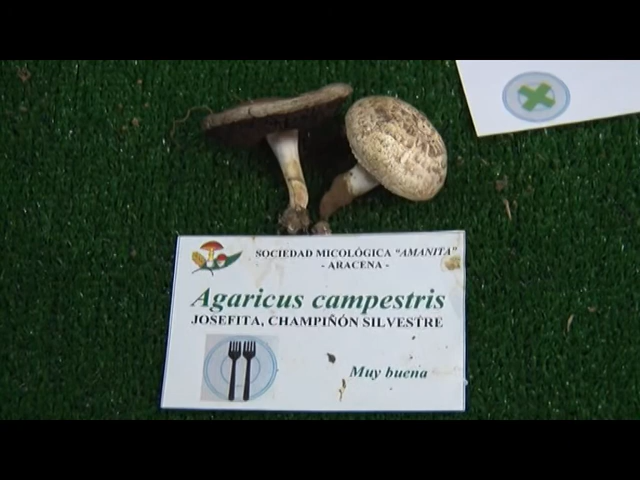 SOCIEDAD MICOLÓGICA "AMANITA"
- ARACENA -
Agaricus campestris
JOSEFITA, CHAMPIÑÓN SILVESTRE
Muy buena